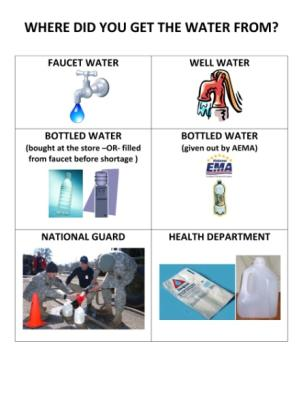 WHERE DID YOU GET THE WATER FROM?
FAUCET WATER
WELL WATER
BOTTLED WATER
(bought at the store –OR- filled
from faucet before shortage )
BOTTLED WATER
(given out by AEMA)
EMA
NATIONAL GUARD
HEALTH DEPARTMENT